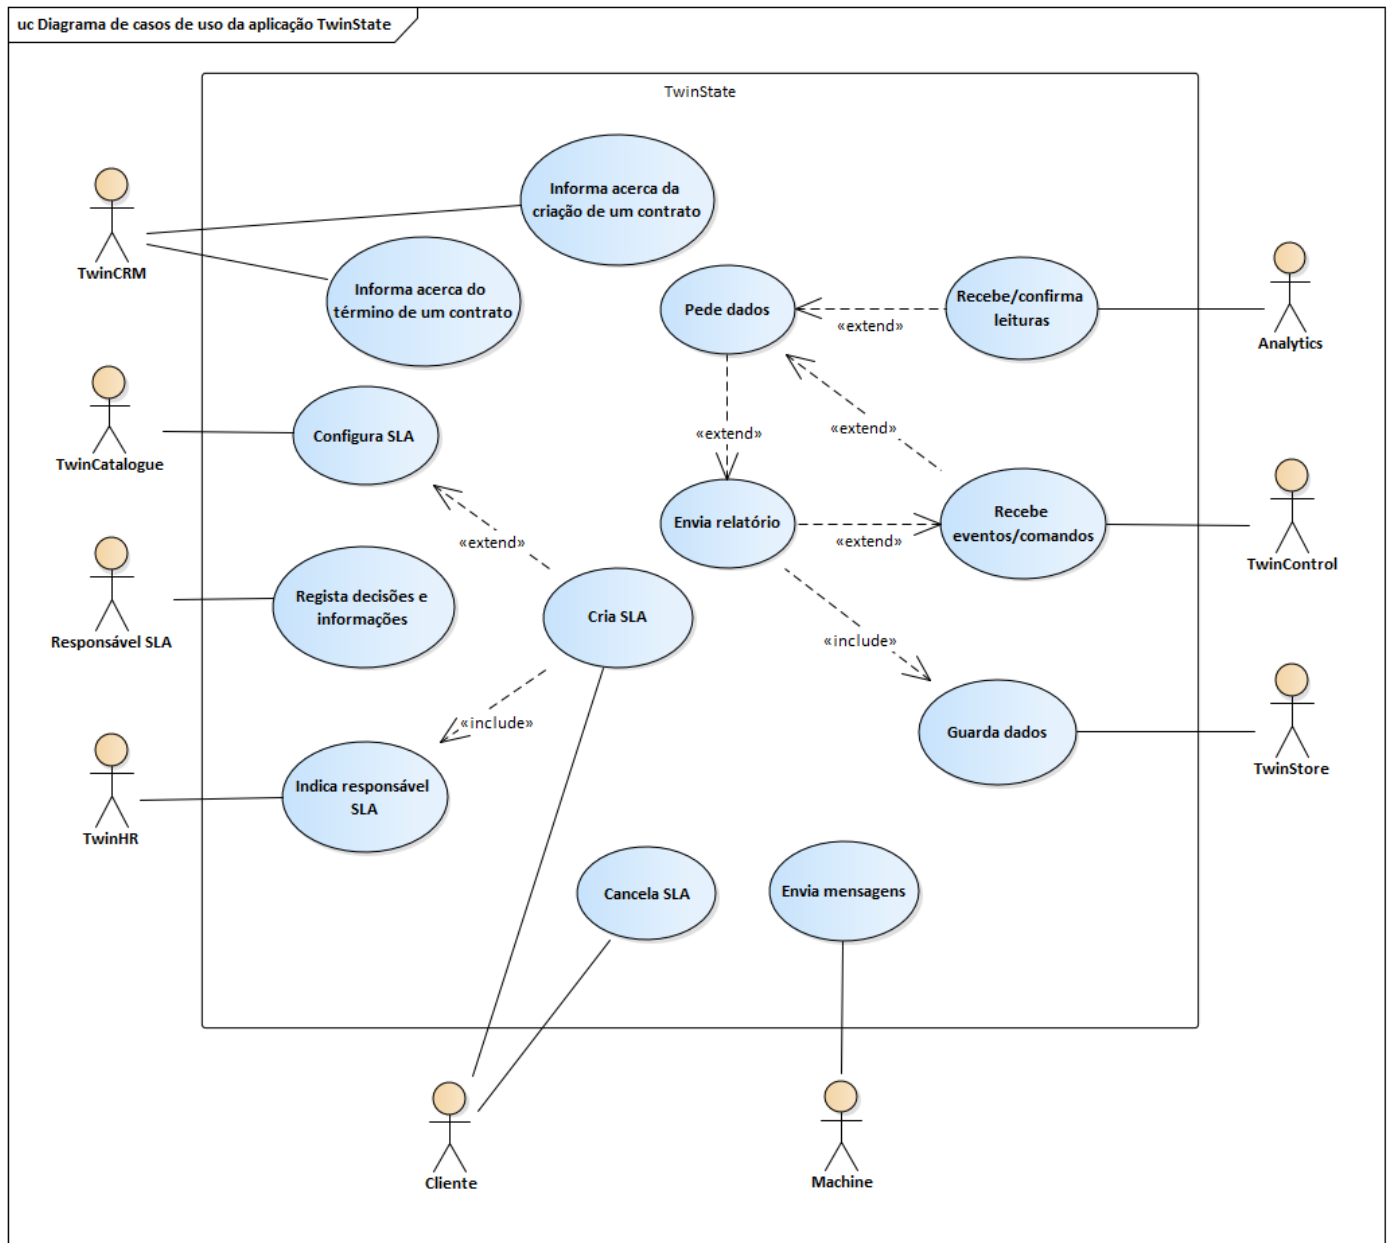 uc Diagrama de casos de uso da aplicação TwinState
TwinState
Informa acerca da
criação de um contrato
TwinCRM
Informa acerca do
término de um contrato
Pede dados
Recebe/confirma
leituras
«extend»
Analytics
Configura SLA
TwinCatalogue
«extend»
«extend»
«extend»
Envia relatório
Recebe
eventos/comandos
«extend»
TwinControl
Regista decisões e
informações
Responsável SLA
Cria SLA
«include»
«include»
Guarda dados
TwinStore
Indica responsável
SLA
TwinHR
Cancela SLA
Envia mensagens
Cliente
Machine